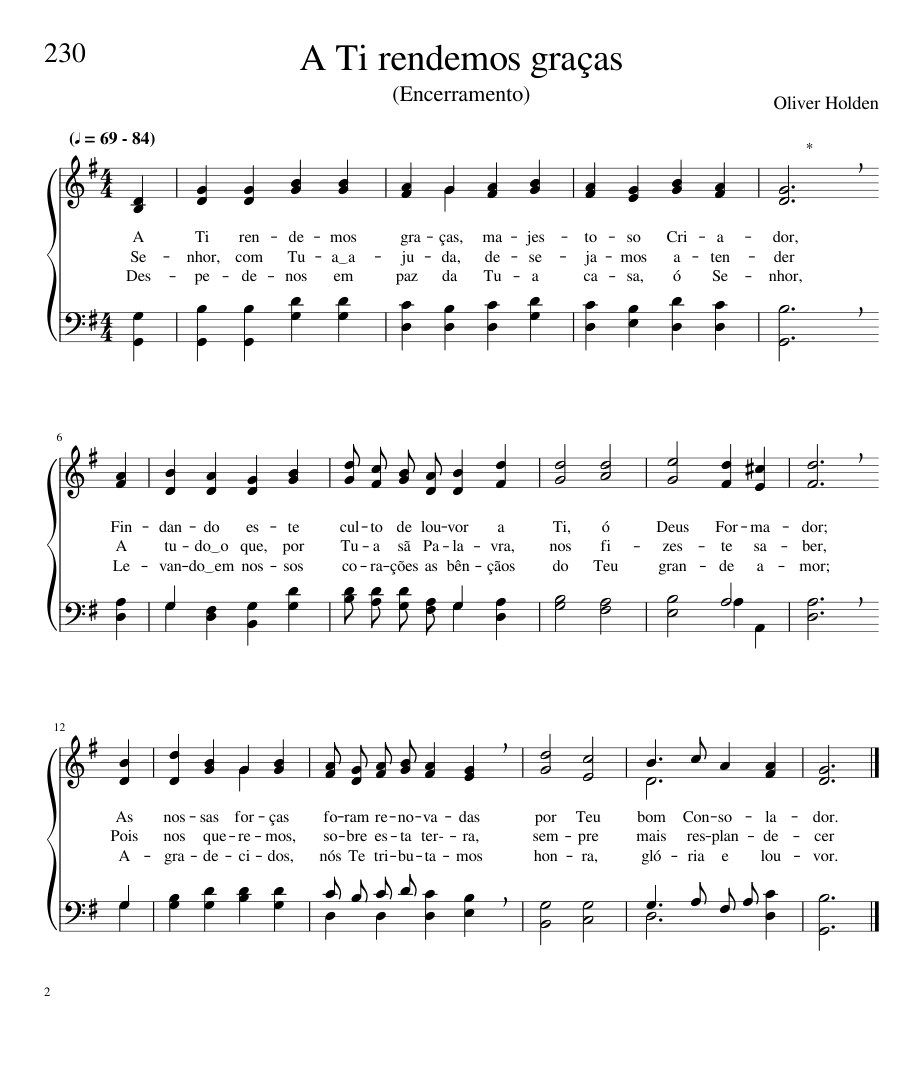 230
A Ti rendemos graças
(Encerramento)
Oliver Holden
(♩ = 69 - 84)
*
4
4
A Ti ren – de – mos gra – ças, ma – jes – to – so Cri – a – dor,
Se – nhor, com Tu – a_a – ju – da, de – se – ja – mos a – ten – der
Des – pe – de – nos em paz da Tu – a ca – sa, ó Se – nhor,
4
4
6
Fin – dan – do es – te cul – to de lou – vor a Ti, ó Deus For – ma – dor;
A tu – do_o que, por Tu – a sã Pa – la – vra, nos fi – zes – te sa – ber,
Le – van – do_em nos – sos co – ra – ções as bên – çãos do Teu gran – de a – mor;
12
As nos – sas for – ças fo – ram re – no – va – das por Teu bom Con – so – la – dor.
Pois nos que – re – mos, so – bre es – ta ter- – ra, sem – pre mais res – plan – de – cer
A – gra – de – ci – dos, nós Te tri – bu – ta – mos hon – ra, gló – ria e lou – vor.
2